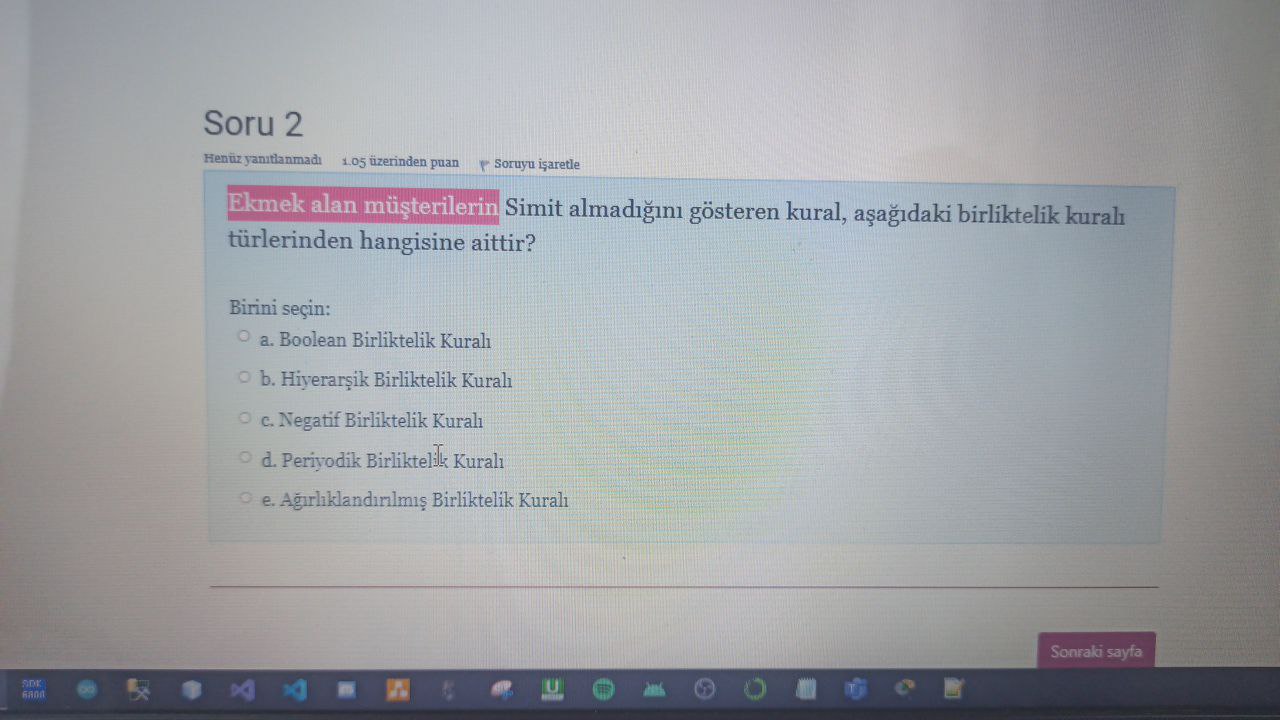 Soru 2
Henüz yanıtlanmadı 1.05 üzerinden puan Soruyu işaretle
Ekmek alan müşterilerin Simit almadığını gösteren kural, aşağıdaki birliktelik kuralı
türlerinden hangisine aittir?
Birini seçin:
a. Boolean Birliktelik Kuralı
b. Hiyerarşik Birliktelik Kuralı
c. Negatif Birliktelik Kuralı
d. Periyodik Birliktelik Kuralı
e. Ağırlıklandırılmış Birliktelik Kuralı
Sonraki sayfa
SDK
U
T